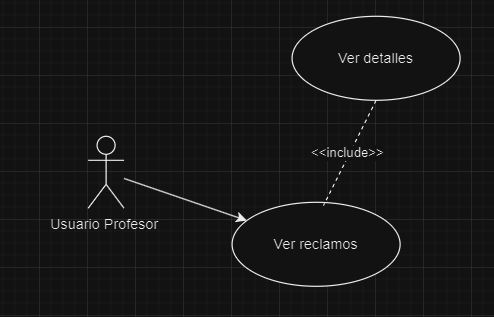 Ver detalles
<<include>>
Usuario Profesor
Ver reclamos